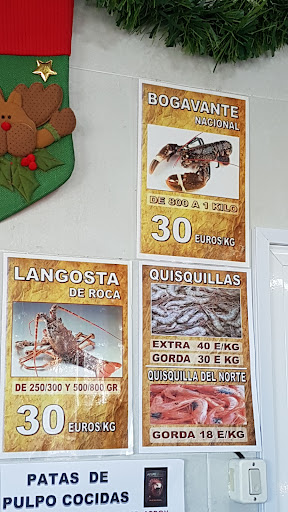 BOGAVANTE
NACIONAL
DE 800 A 1 KILO
30 EUROS KG
LANGOSTA
DE ROCA
DE 250/300 Y 500/800 GR
30 EUROS KG
QUISQUILLAS
EXTRA 40 E/KG
GORDA 30 E KG
QUISQUILLA DEL NORTE
GORDA 18 E/KG
PATAS DE
PULPO COCIDAS